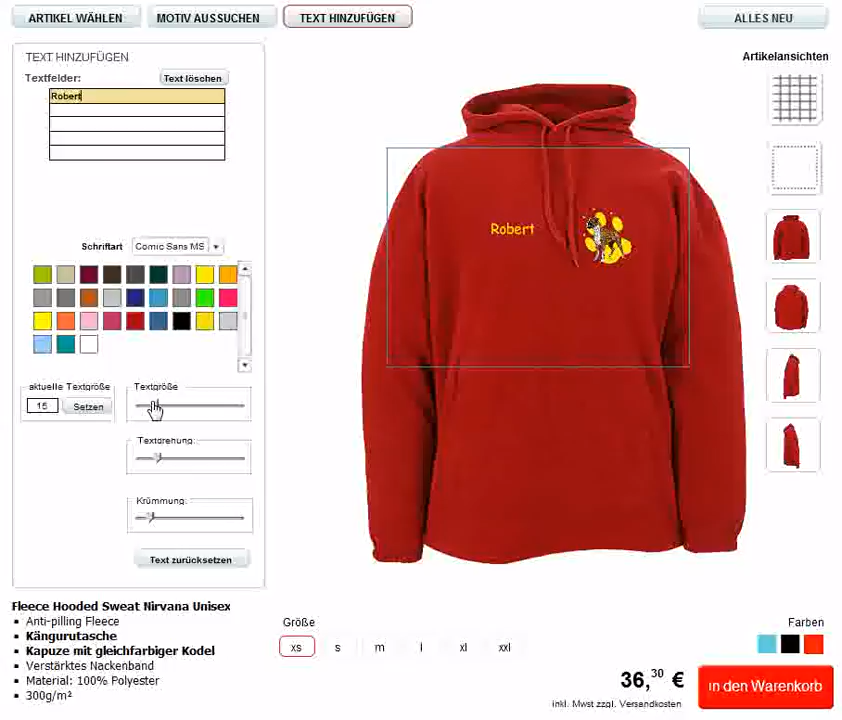 ARTIKEL WÄHLEN
MOTIV AUSSUCHEN
TEXT HINZUFÜGEN
ALLES NEU
TEXT HINZUFÜGEN
Textfelder:
Text löschen
Robert
Schriftart
Comic Sans MS
aktuelle Textgröße
15
Setzen
Textgröße
Textdrehung:
Krümmung:
Text zurücksetzen
Robert
Artikelansichten
Fleece Hooded Sweat Nirvana Unisex
Anti-pilling Fleece
Kängurutasche
Kapuze mit gleichfarbiger Kodel
Verstärktes Nackenband
Material: 100% Polyester
300g/m²
Größe
xs s m l xl xxl
Farben
36,30 €
inkl. Mwst zzgl. Versandkosten
in den Warenkorb